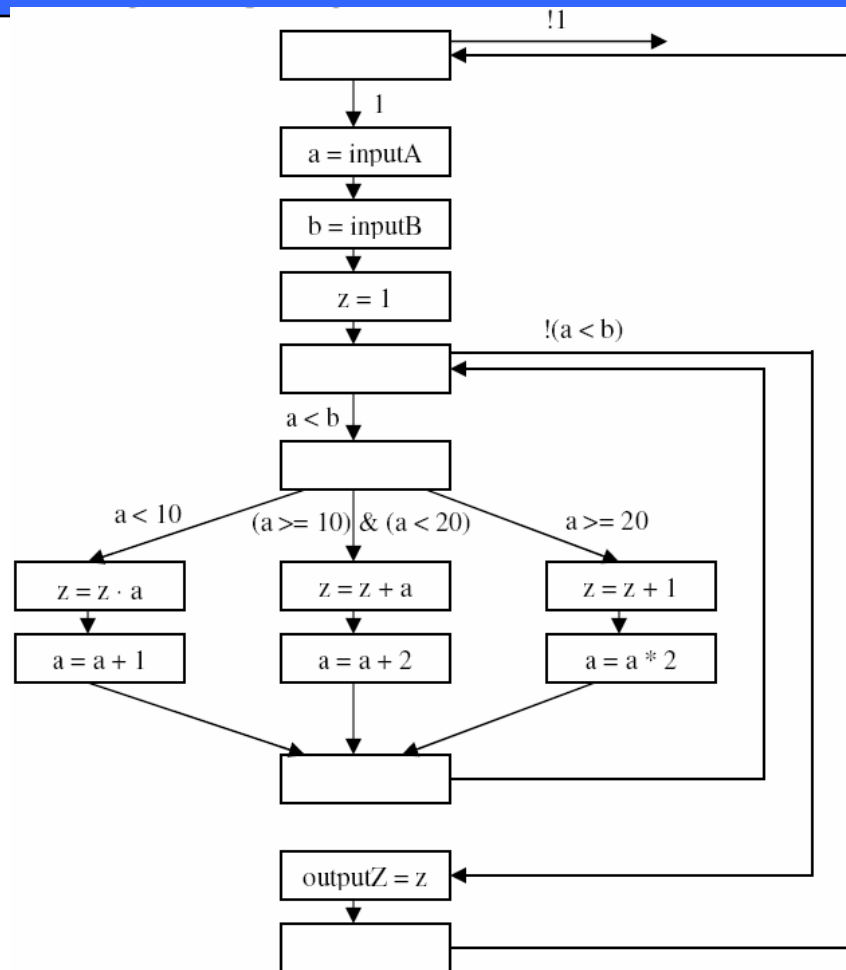 !1
1
a = inputA
b = inputB
z = 1
!(a < b)
a < b
a < 10
(a >= 10) & (a < 20)
a >= 20
z = z · a
z = z + a
z = z + 1
a = a + 1
a = a + 2
a = a * 2
outputZ = z